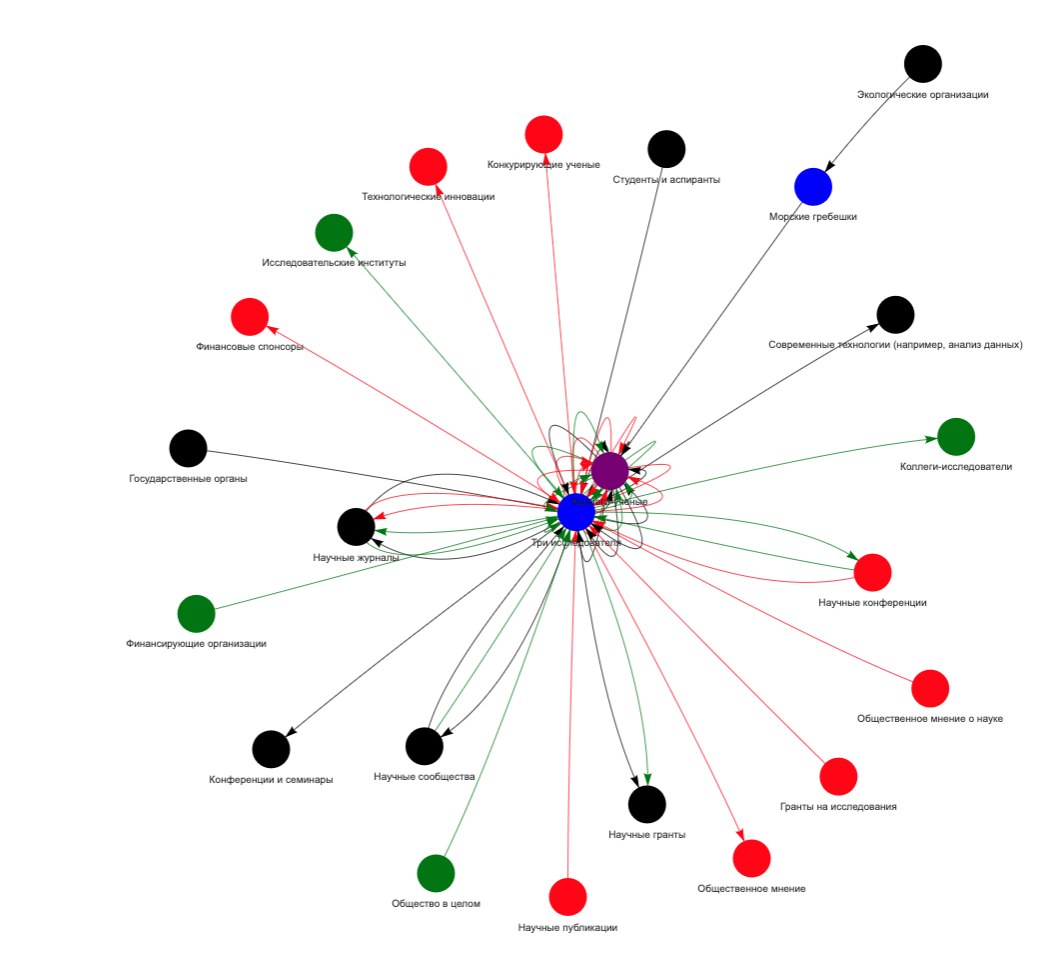 Экологические организации
Конкурирующие ученые
Студенты и аспиранты
Технологические инновации
Морские гребешки
Исследовательские институты
Финансовые спонсоры
Современные технологии (например, анализ данных)
Коллеги-исследователи
Государственные органы
ученые
Три исследователя
Научные журналы
Научные конференции
Финансирующие организации
Общественное мнение о науке
Конференции и семинары
Научные сообщества
Гранты на исследования
Научные гранты
Общественное мнение
Общество в целом
Научные публикации